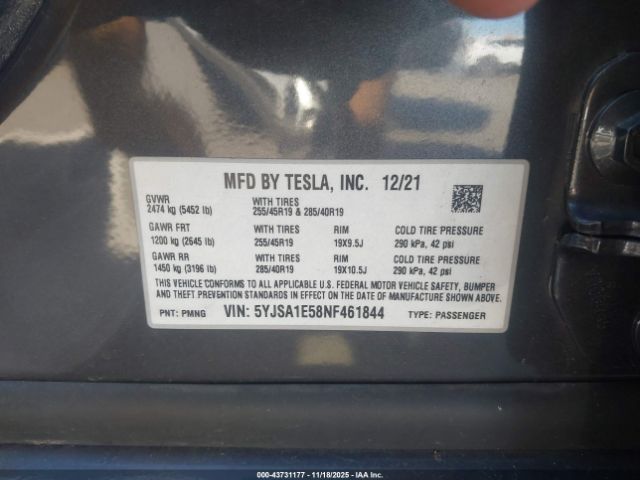 MFD BY TESLA, INC. 12/21
GVWR
2474 kg (5452 lb)
WITH TIRES
255/45R19 & 285/40R19
GAWR FRT
1200 kg (2645 lb)
WITH TIRES
255/45R19
RIM
19X9.5J
COLD TIRE PRESSURE
290 kPa, 42 psi
GAWR RR
1450 kg (3196 lb)
WITH TIRES
285/40R19
RIM
19X10.5J
COLD TIRE PRESSURE
290 kPa, 42 psi
THIS VEHICLE CONFORMS TO ALL APPLICABLE U.S. FEDERAL MOTOR VEHICLE SAFETY, BUMPER
AND THEFT PREVENTION STANDARDS IN EFFECT ON THE DATE OF MANUFACTURE SHOWN ABOVE.
PNT: PMNG VIN: 5YJSA1E58NF461844 TYPE: PASSENGER
000-43731177 - 11/18/2025 - IAA Inc.